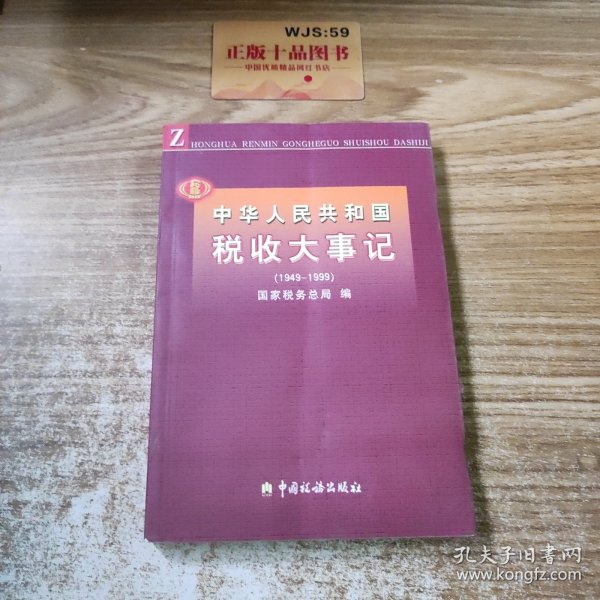 WJS:59
正版十品图书
中国优质精品网红书店
ZHONGHUA RENMIN GONGHEGUO SHUISHOU DASHIJI
中华人民共和国
税收大事记
(1949-1999)
国家税务总局 编
中国税务出版社
孔夫子旧书网
www.kongfz.com